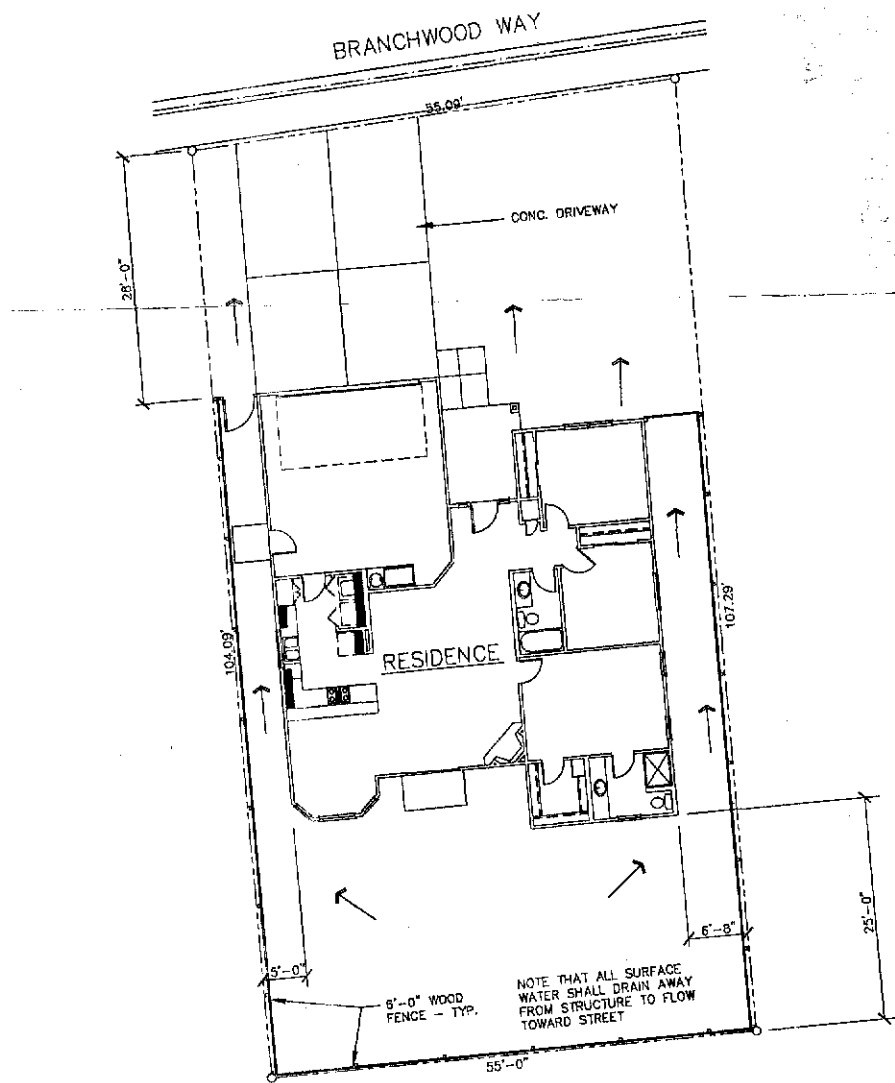 BRANCHWOOD WAY
55.09'
CONC. DRIVEWAY
28'-0"
104.09'
RESIDENCE
107.29'
25'-0"
6'-8"
5'-0"
6'-0" WOOD
FENCE - TYP.
NOTE THAT ALL SURFACE
WATER SHALL DRAIN AWAY
FROM STRUCTURE TO FLOW
TOWARD STREET
55'-0"